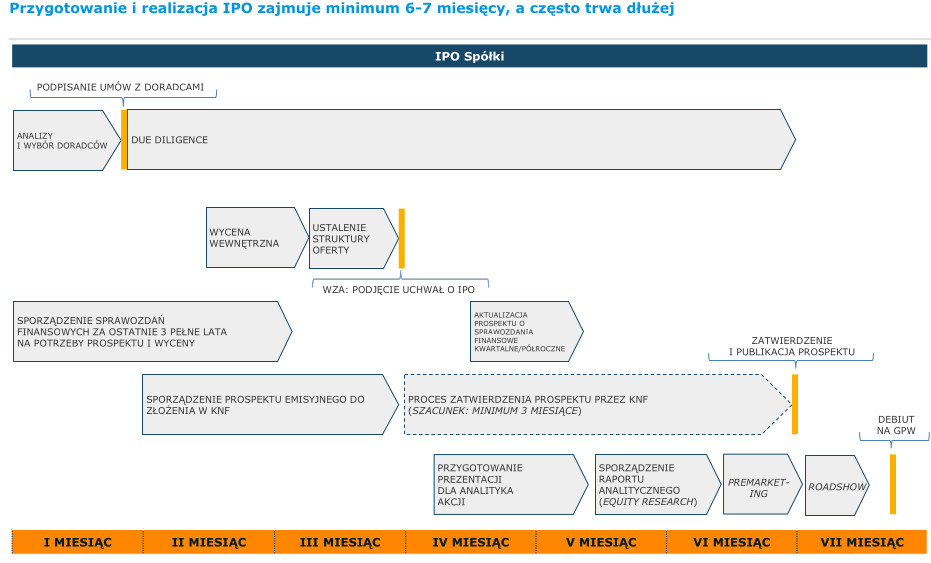 Przygotowanie i realizacja IPO zajmuje minimum 6-7 miesięcy, a często trwa dłużej
IPO Spółki
PODPISANIE UMÓW Z DORADCAMI
ANALIZY
I WYBÓR DORADCÓW
DUE DILIGENCE
WYCENA
WEWNĘTRZNA
USTALENIE
STRUKTURY
OFERTY
WZA: PODJĘCIE UCHWAŁ O IPO
SPORZĄDZENIE SPRAWOZDAŃ
FINANSOWYCH ZA OSTATNIE 3 PEŁNE LATA
NA POTRZEBY PROSPEKTU I WYCENY
AKTUALIZACJA
PROSPEKTU O
SPRAWOZDANIA
FINANSOWE
KWARTALNE/PÓŁROCZNE
ZATWIERDZENIE
I PUBLIKACJA PROSPEKTU
SPORZĄDZENIE PROSPEKTU EMISYJNEGO DO
ZŁOŻENIA W KNF
PROCES ZATWIERDZENIA PROSPEKTU PRZEZ KNF
(SZACUNEK: MINIMUM 3 MIESIĄCE)
DEBIUT
NA GPW
PRZYGOTOWANIE
PREZENTACJI
DLA ANALITYKA
AKCJI
SPORZĄDZENIE
RAPORTU
ANALITYCZNEGO
(EQUITY RESEARCH)
PREMARKET-
ING
ROADSHOW
I MIESIĄC
II MIESIĄC
III MIESIĄC
IV MIESIĄC
V MIESIĄC
VI MIESIĄC
VII MIESIĄC